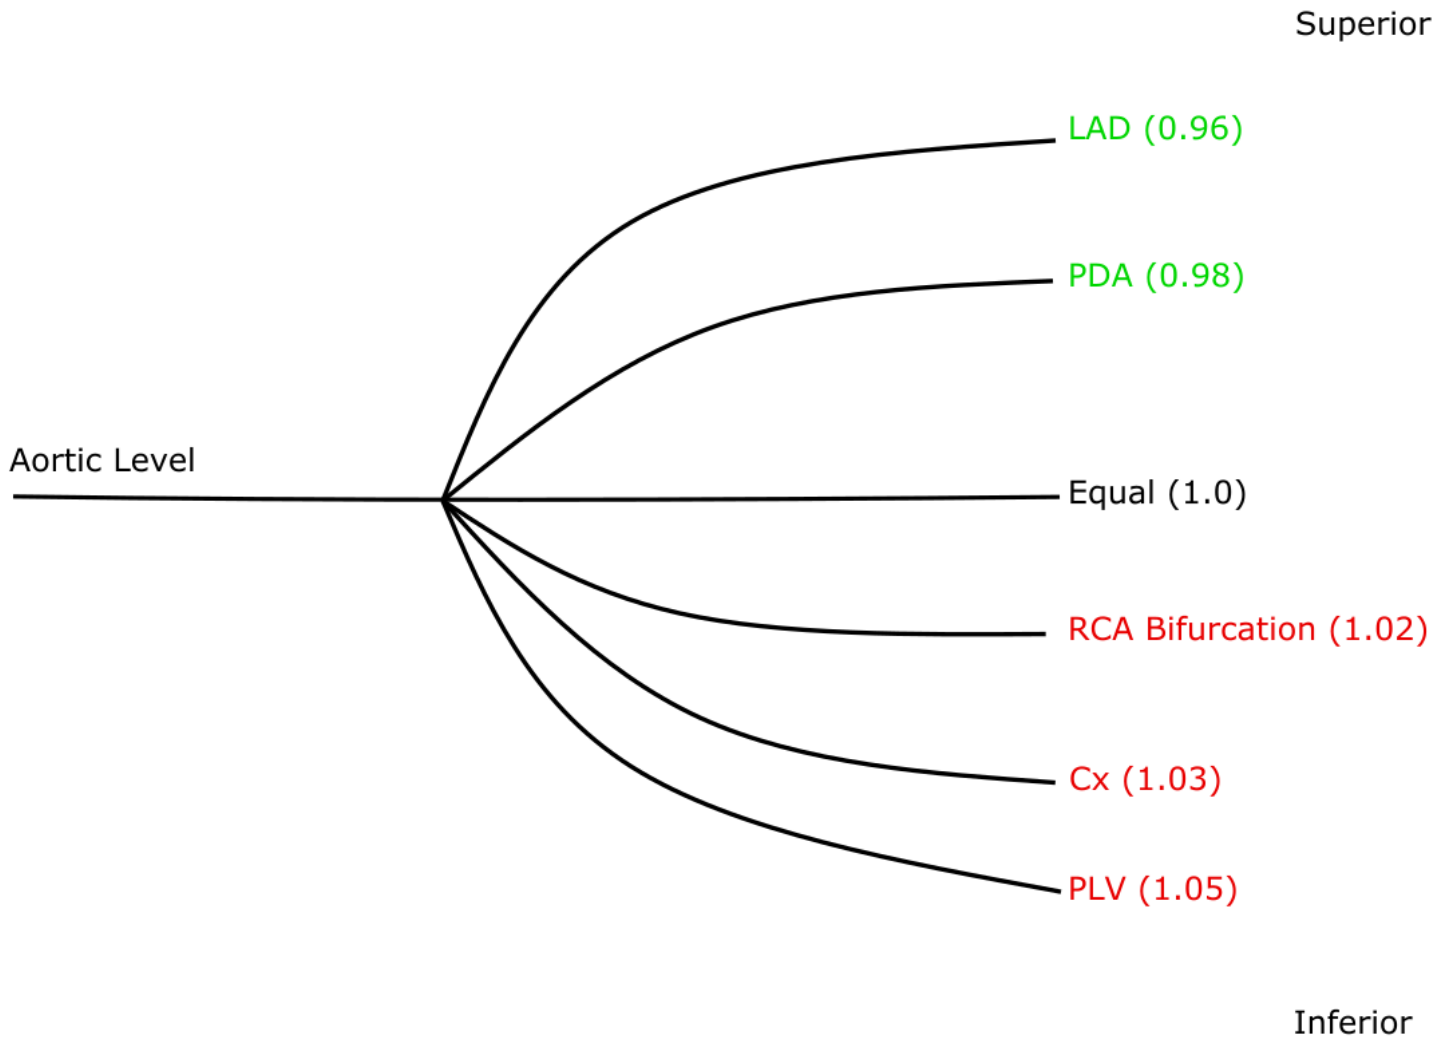 Superior
LAD (0.96)
PDA (0.98)
Aortic Level
Equal (1.0)
RCA Bifurcation (1.02)
Cx (1.03)
PLV (1.05)
Inferior